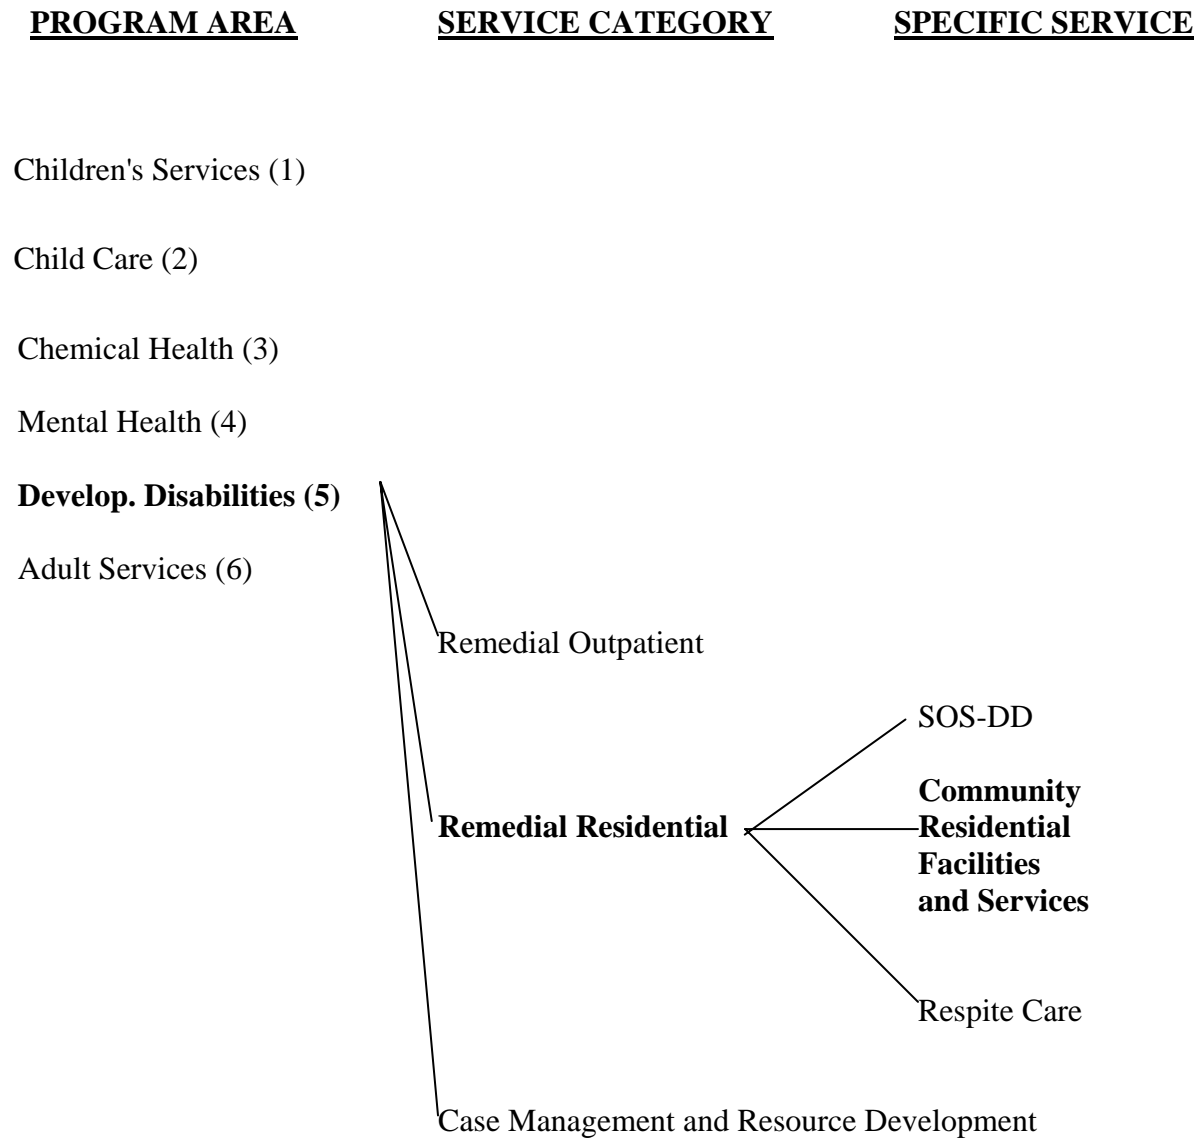 PROGRAM AREA SERVICE CATEGORY SPECIFIC SERVICE
Children's Services (1)
Child Care (2)
Chemical Health (3)
Mental Health (4)
Develop. Disabilities (5)
Adult Services (6)
Remedial Outpatient
SOS-DD
Remedial Residential
Community
Residential
Facilities
and Services
Respite Care
Case Management and Resource Development